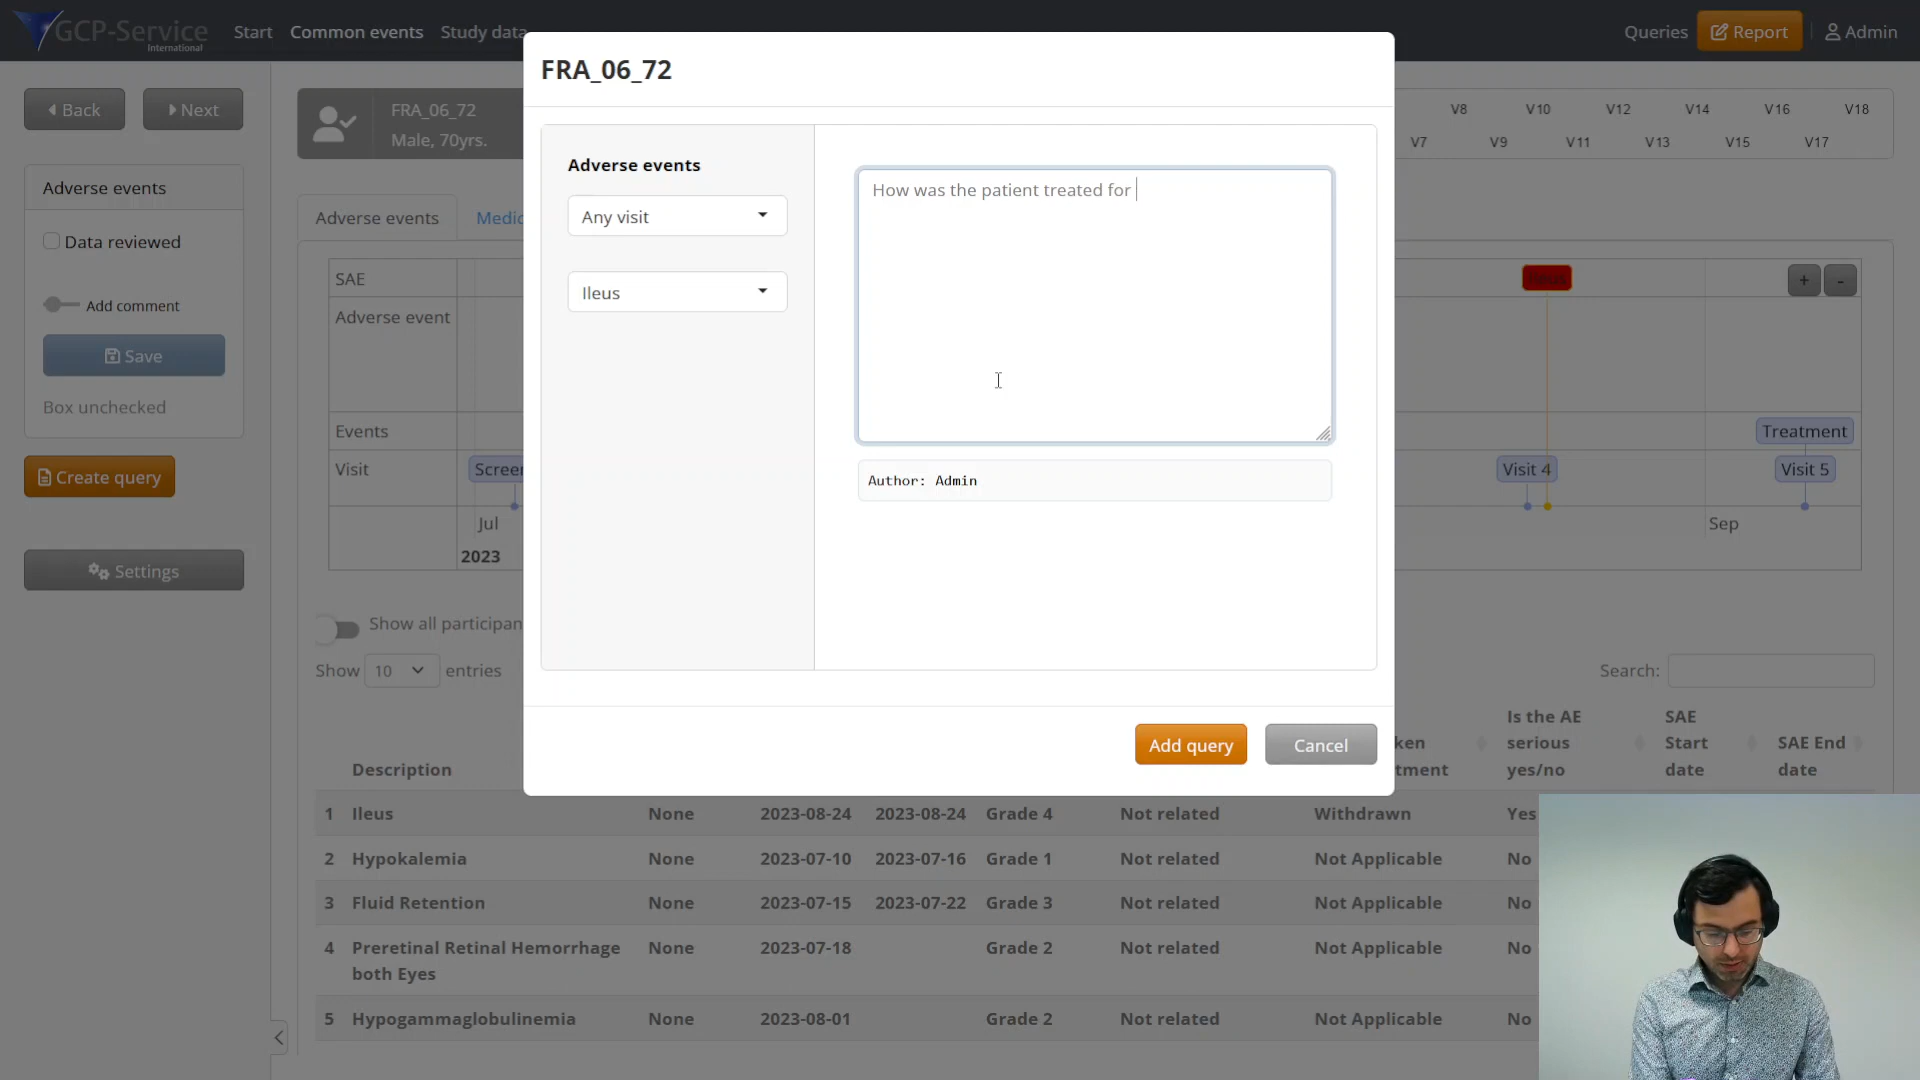 GCP-Service
International
Start
Common events
Study data
Queries
Report
Admin
FRA_06_72
Back
Next
FRA_06_72
Male, 70yrs.
V8
V10
V12
V14
V16
V18
V7
V9
V11
V13
V15
V17
Adverse events
Any visit
Ileus
How was the patient treated for
Author: Admin
Add query
Cancel
Adverse events
Data reviewed
Add comment
Save
Box unchecked
Create query
Settings
Adverse events
Medic
SAE
+
-
Adverse event
Events
Treatment
Visit
Screen
Visit 4
Visit 5
Jul
Sep
2023
Show all participan
Show 10 entries
Search:
Description
ken
tment
Is the AE
serious
yes/no
SAE
Start
date
SAE End
date
1 Ileus None 2023-08-24 2023-08-24 Grade 4 Not related Withdrawn Yes
2 Hypokalemia None 2023-07-10 2023-07-16 Grade 1 Not related Not Applicable No
3 Fluid Retention None 2023-07-15 2023-07-22 Grade 3 Not related Not Applicable No
4 Preretinal Retinal Hemorrhage None 2023-07-18 Grade 2 Not related Not Applicable No
both Eyes
5 Hypogammaglobulinemia None 2023-08-01 Grade 2 Not related Not Applicable No